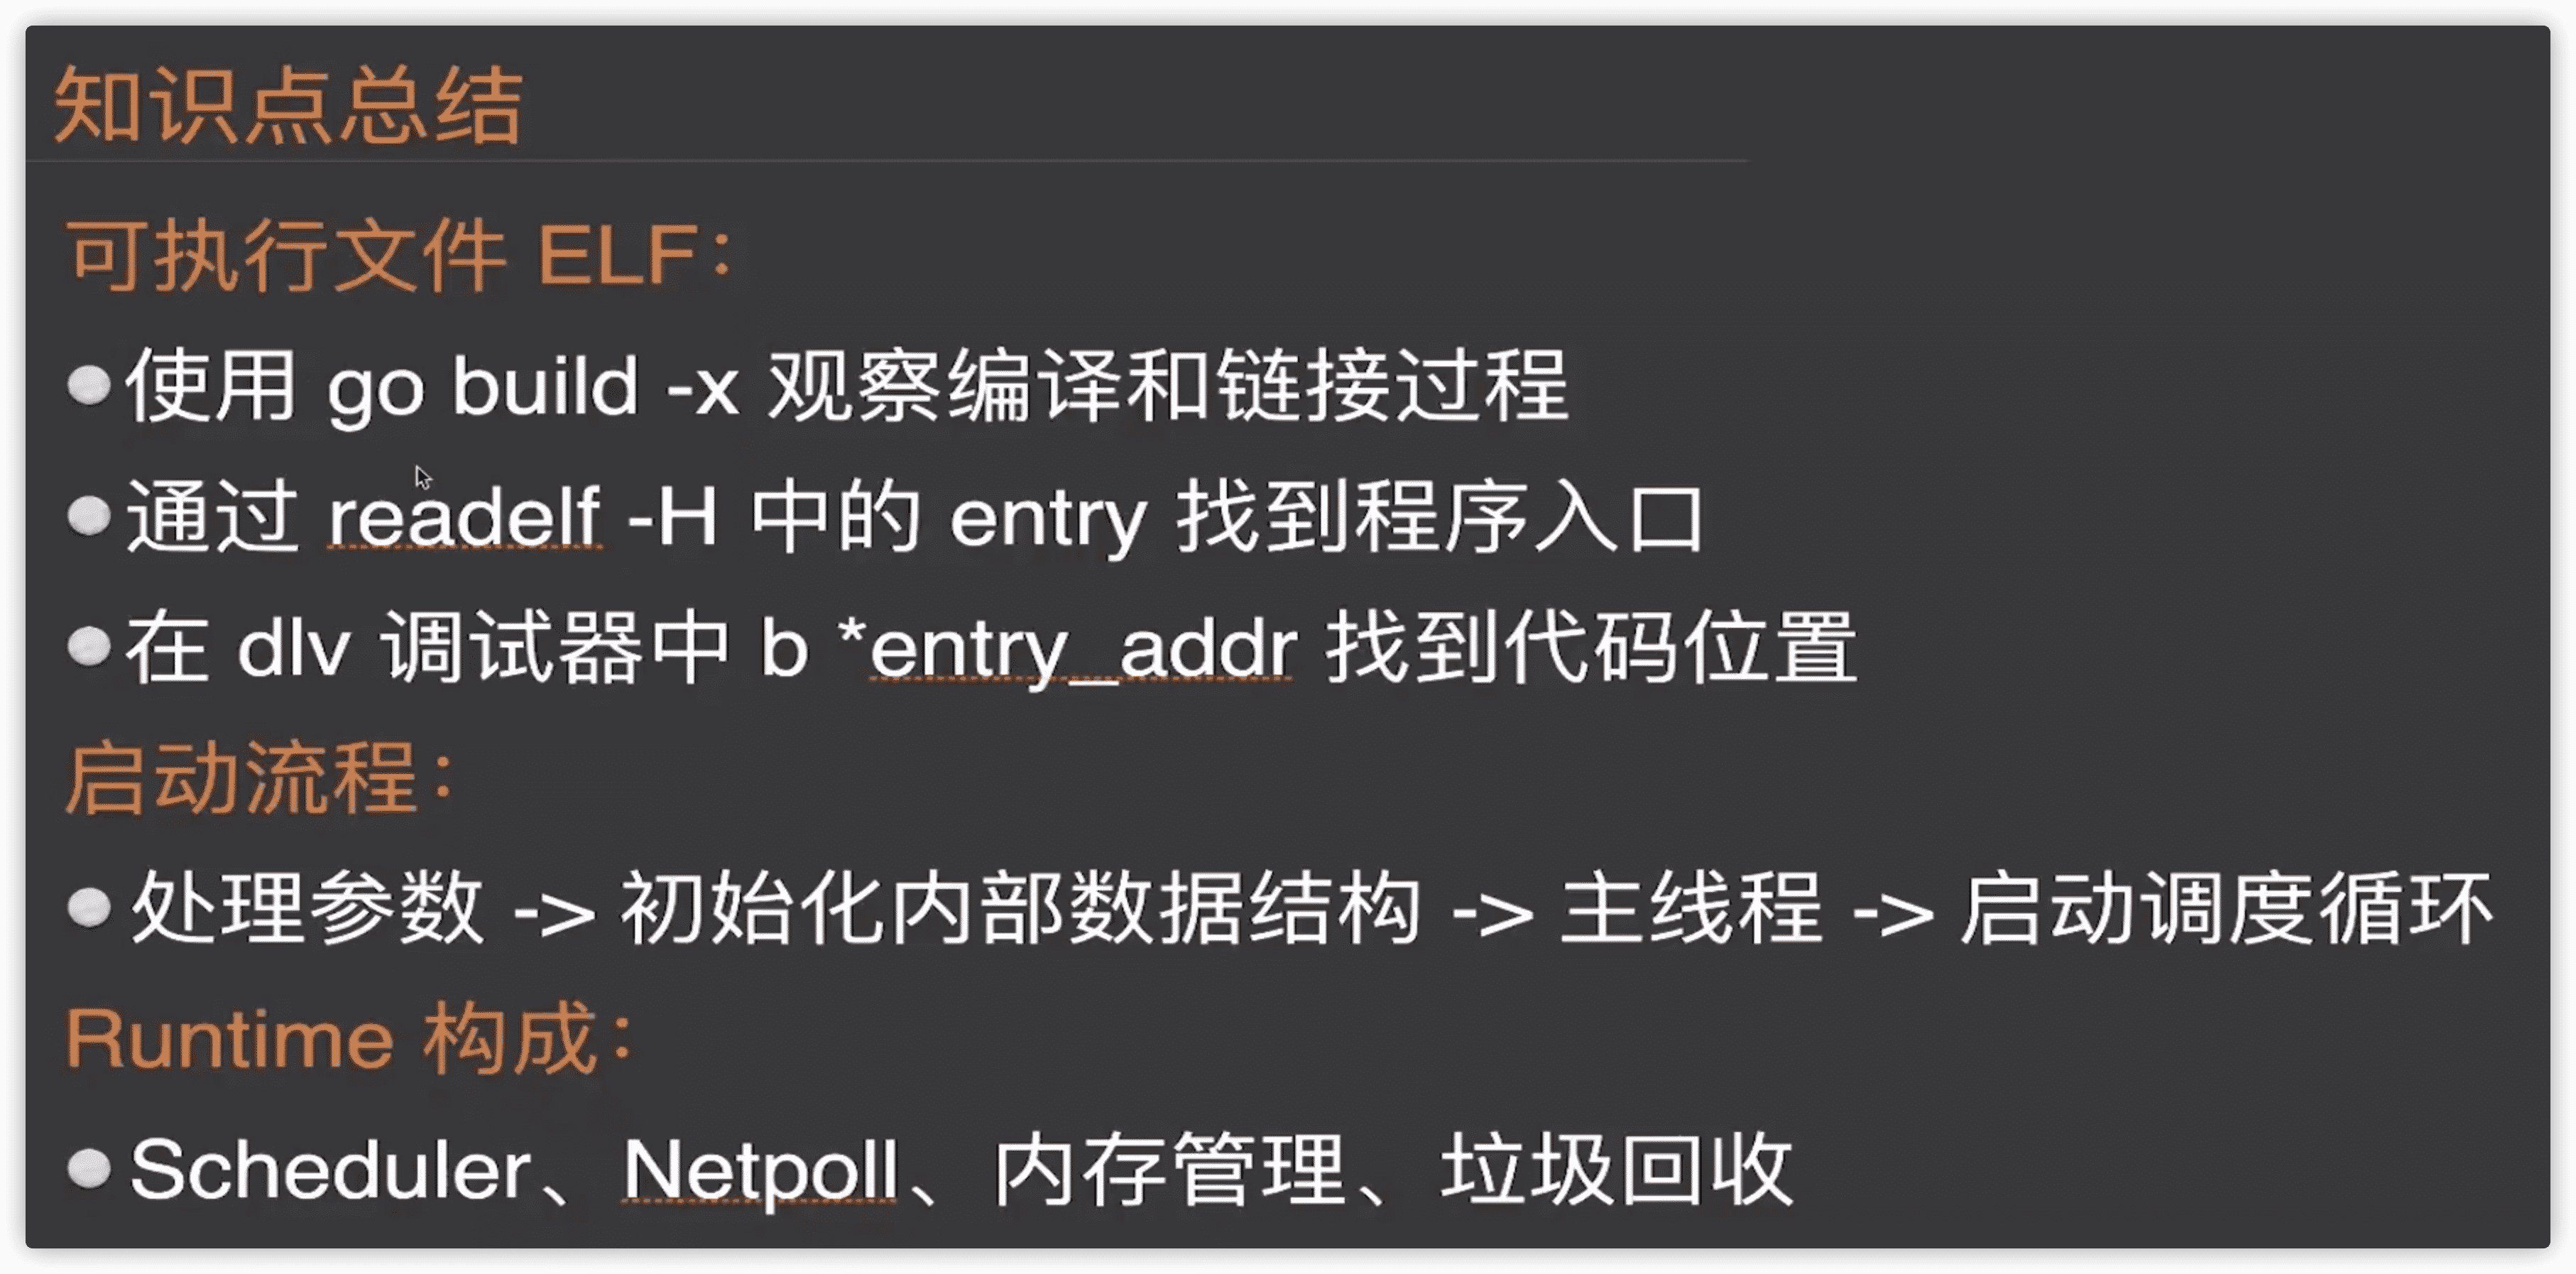 知识点总结
可执行文件 ELF：
使用 go build -x 观察编译和链接过程
通过 readelf -H 中的 entry 找到程序入口
在 dlv 调试器中 b *entry_addr 找到代码位置
启动流程：
处理参数 -> 初始化内部数据结构 -> 主线程 -> 启动调度循环
Runtime 构成：
Scheduler、Netpoll、内存管理、垃圾回收